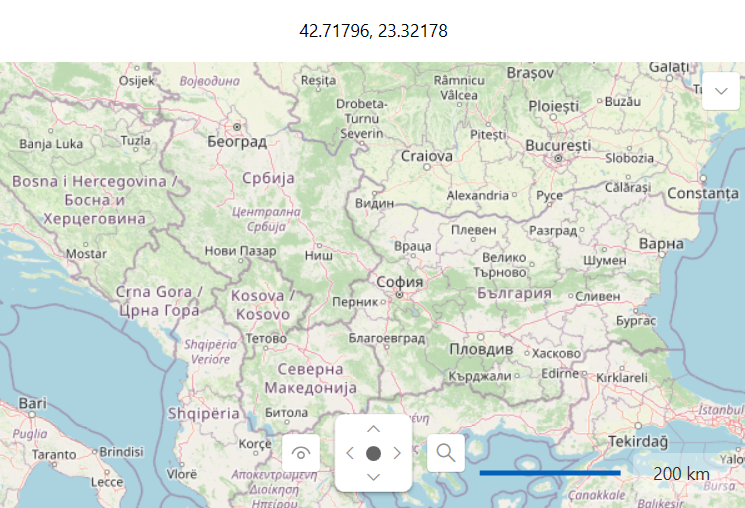 42.71796, 23.32178
Osijek
Војводина
Reșița
Râmnicu
Vâlcea
Brașov
Galați
Drobeta-
Turnu
Severin
Ploiești
Buzău
Banja Luka
Tuzla
Београд
Pitești
București
Craiova
Slobozia
Bosna i Hercegovina /
Босна и
Херцеговина
Србија
Călărași
Constanța
Видин
Alexandria
Русе
Централна
Србија
Плевен
Разград
Mostar
Нови Пазар
Ниш
Враца
Велико
Търново
Шумен
Варна
София
Crna Gora /
Црна Гора
Kosova /
Kosovo
Перник
България
Сливен
Бургас
Shqipëria
Veriore
Тетово
Благоевград
Пловдив
Хасково
Северна
Македонија
Кърджали
Edirne
Kırklareli
Bari
Shqipëria
Битола
İstanbul
Puglia
Korçë
Tekirdağ
Taranto
Brindisi
Vlorë
Lecce
200 km
Çanakkale
Balıkesir